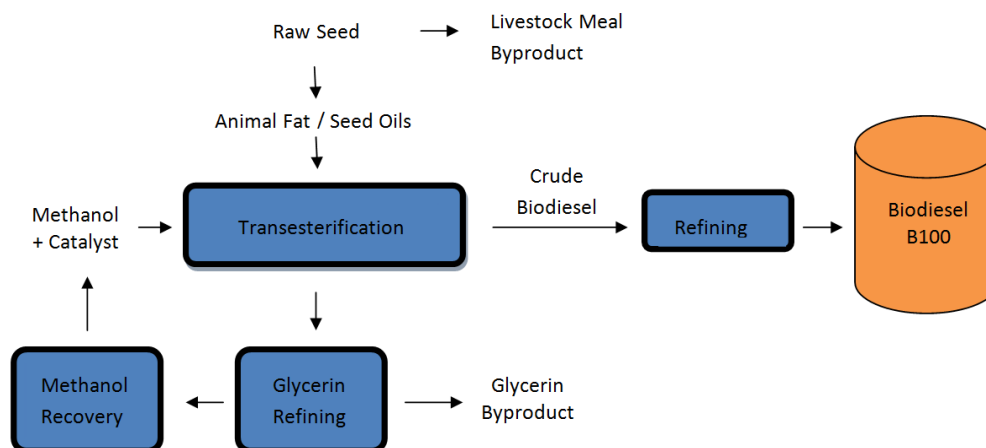 Raw Seed
Livestock Meal
Byproduct
Animal Fat / Seed Oils
Methanol
+ Catalyst
Transesterification
Crude
Biodiesel
Refining
Biodiesel
B100
Methanol
Recovery
Glycerin
Refining
Glycerin
Byproduct